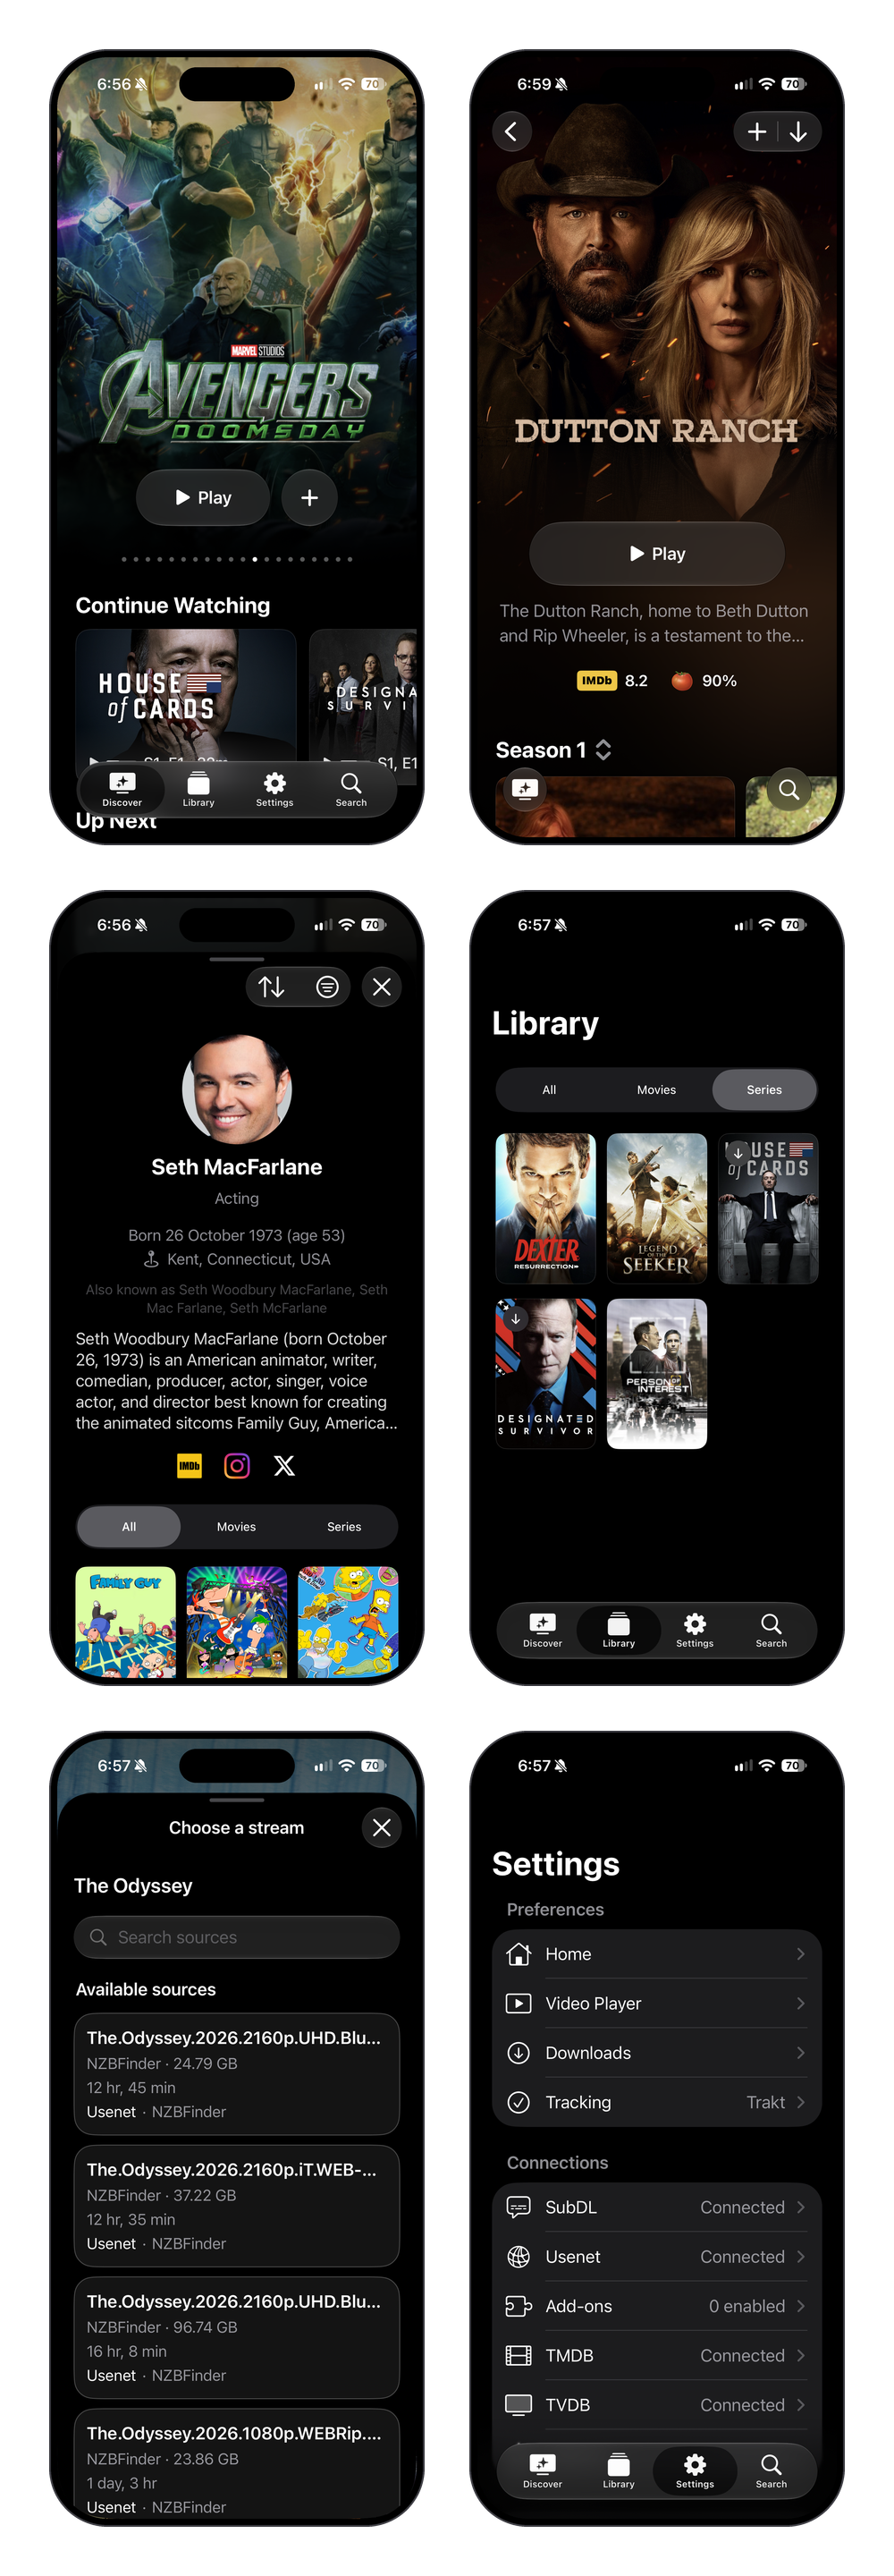 6:56
70
MARVEL STUDIOS
AVENGERS
DOOMSDAY
Play
Continue Watching
HOUSE
of CARDS
DESIGNA
SURVI
S1, E1
Discover
Library
Settings
Search
Up Next
6:59
70
DUTTON RANCH
Play
The Dutton Ranch, home to Beth Dutton
and Rip Wheeler, is a testament to the...
IMDb 8.2 90%
Season 1
6:56
70
Seth MacFarlane
Acting
Born 26 October 1973 (age 53)
Kent, Connecticut, USA
Also known as Seth Woodbury MacFarlane, Seth
Mac Farlane, Seth McFarlane
Seth Woodbury MacFarlane (born October
26, 1973) is an American animator, writer,
comedian, producer, actor, singer, voice
actor, and director best known for creating
the animated sitcoms Family Guy, America...
IMDb
All
Movies
Series
FAMILY GUY
6:57
70
Library
All
Movies
Series
DEXTER
RESURRECTION
LEGEND
OF THE
SEEKER
HOUSE
of CARDS
DESIGNATED
SURVIVOR
PERSON OF
INTEREST
Discover
Library
Settings
Search
6:57
70
Choose a stream
The Odyssey
Search sources
Available sources
The.Odyssey.2026.2160p.UHD.Blu...
NZBFinder · 24.79 GB
12 hr, 45 min
Usenet · NZBFinder
The.Odyssey.2026.2160p.iT.WEB-...
NZBFinder · 37.22 GB
12 hr, 35 min
Usenet · NZBFinder
The.Odyssey.2026.2160p.UHD.Blu...
NZBFinder · 96.74 GB
16 hr, 8 min
Usenet · NZBFinder
The.Odyssey.2026.1080p.WEBRip....
NZBFinder · 23.86 GB
1 day, 3 hr
Usenet · NZBFinder
6:57
70
Settings
Preferences
Home
Video Player
Downloads
Tracking Trakt
Connections
SubDL Connected
Usenet Connected
Add-ons 0 enabled
TMDB Connected
TVDB Connected
Discover
Library
Settings
Search